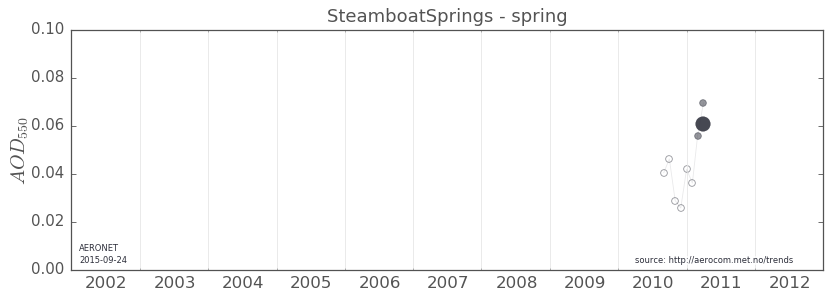 SteamboatSprings - spring
0.10
0.08
0.06
0.04
0.02
0.00
AOD550
AERONET
2015-09-24
source: http://aerocom.met.no/trends
2002 2003 2004 2005 2006 2007 2008 2009 2010 2011 2012